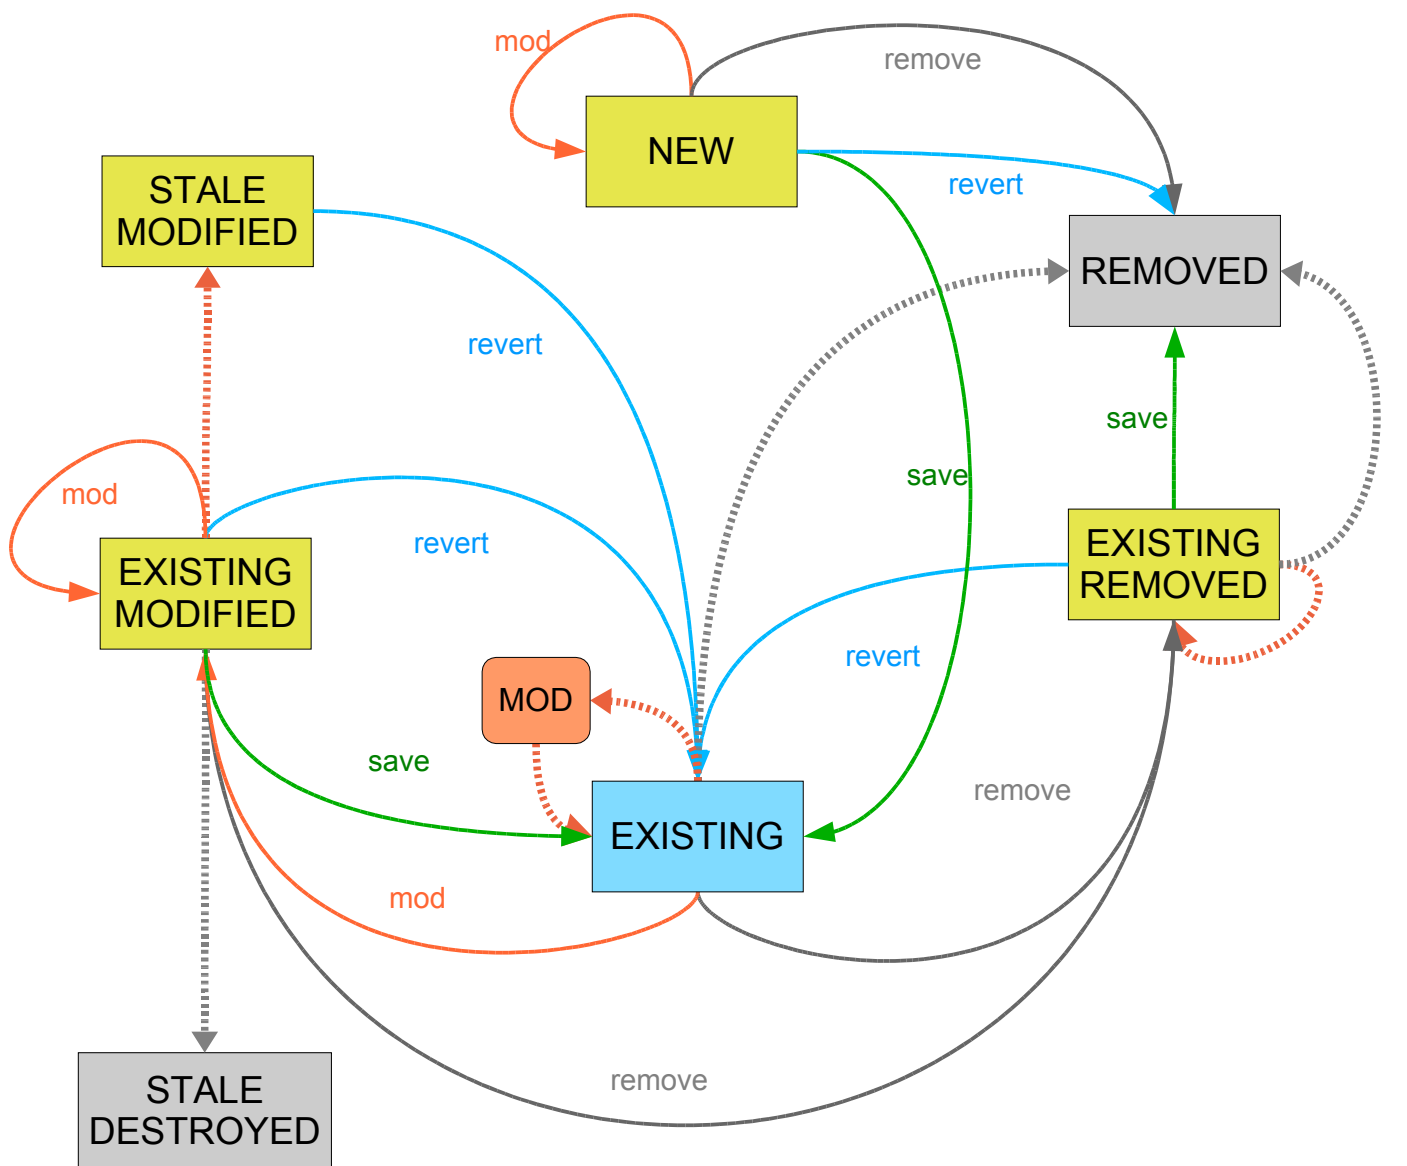 mod
remove
NEW
revert
STALE
MODIFIED
REMOVED
revert
save
save
mod
revert
EXISTING
MODIFIED
EXISTING
REMOVED
revert
MOD
save
remove
EXISTING
mod
remove
STALE
DESTROYED